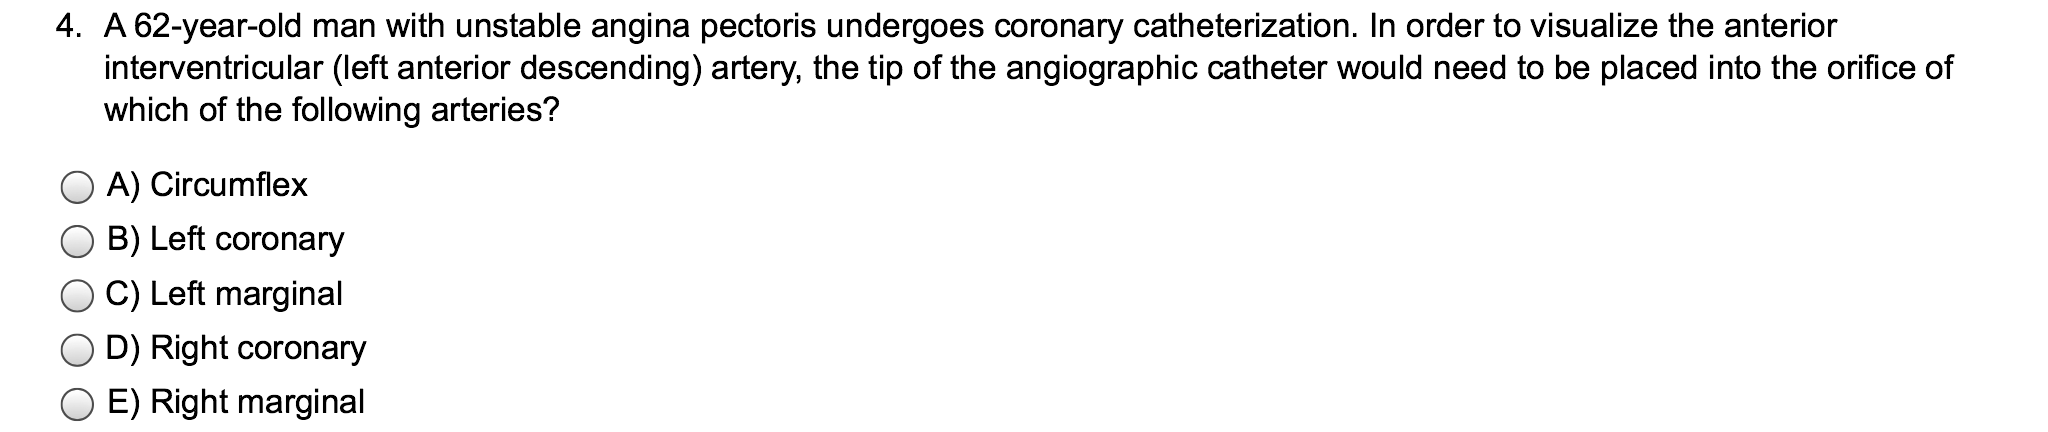 4. A 62-year-old man with unstable angina pectoris undergoes coronary catheterization. In order to visualize the anterior
interventricular (left anterior descending) artery, the tip of the angiographic catheter would need to be placed into the orifice of
which of the following arteries?
A) Circumflex
B) Left coronary
C) Left marginal
D) Right coronary
E) Right marginal